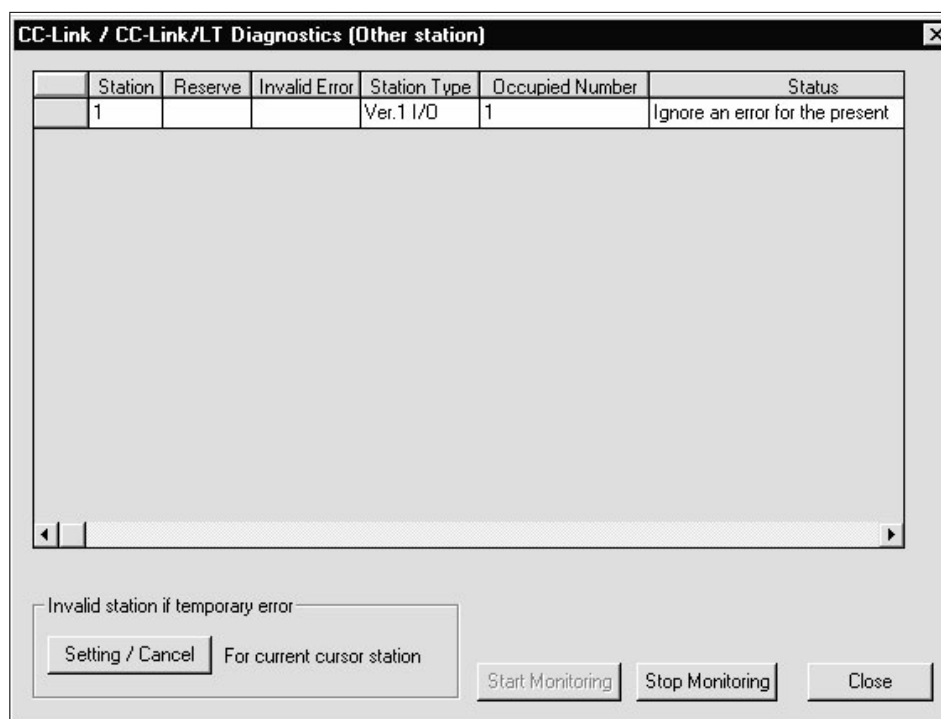 CC-Link / CC-Link/LT Diagnostics (Other station)
Station Reserve Invalid Error Station Type Occupied Number Status
1 Ver.1 I/O 1 Ignore an error for the present
Invalid station if temporary error
Setting / Cancel For current cursor station
Start Monitoring Stop Monitoring Close